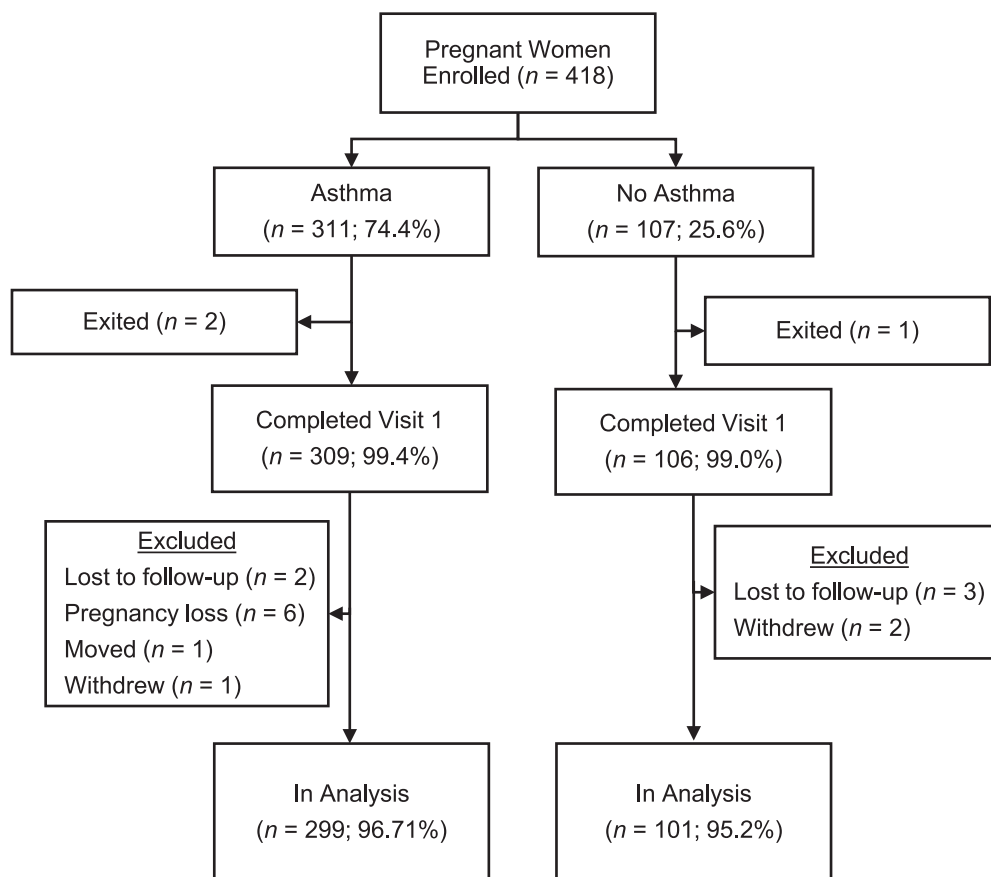 Pregnant Women
Enrolled (n = 418)
Asthma
(n = 311; 74.4%)
No Asthma
(n = 107; 25.6%)
Exited (n = 2)
Exited (n = 1)
Completed Visit 1
(n = 309; 99.4%)
Completed Visit 1
(n = 106; 99.0%)
Excluded
Lost to follow-up (n = 2)
Pregnancy loss (n = 6)
Moved (n = 1)
Withdrew (n = 1)
Excluded
Lost to follow-up (n = 3)
Withdrew (n = 2)
In Analysis
(n = 299; 96.71%)
In Analysis
(n = 101; 95.2%)